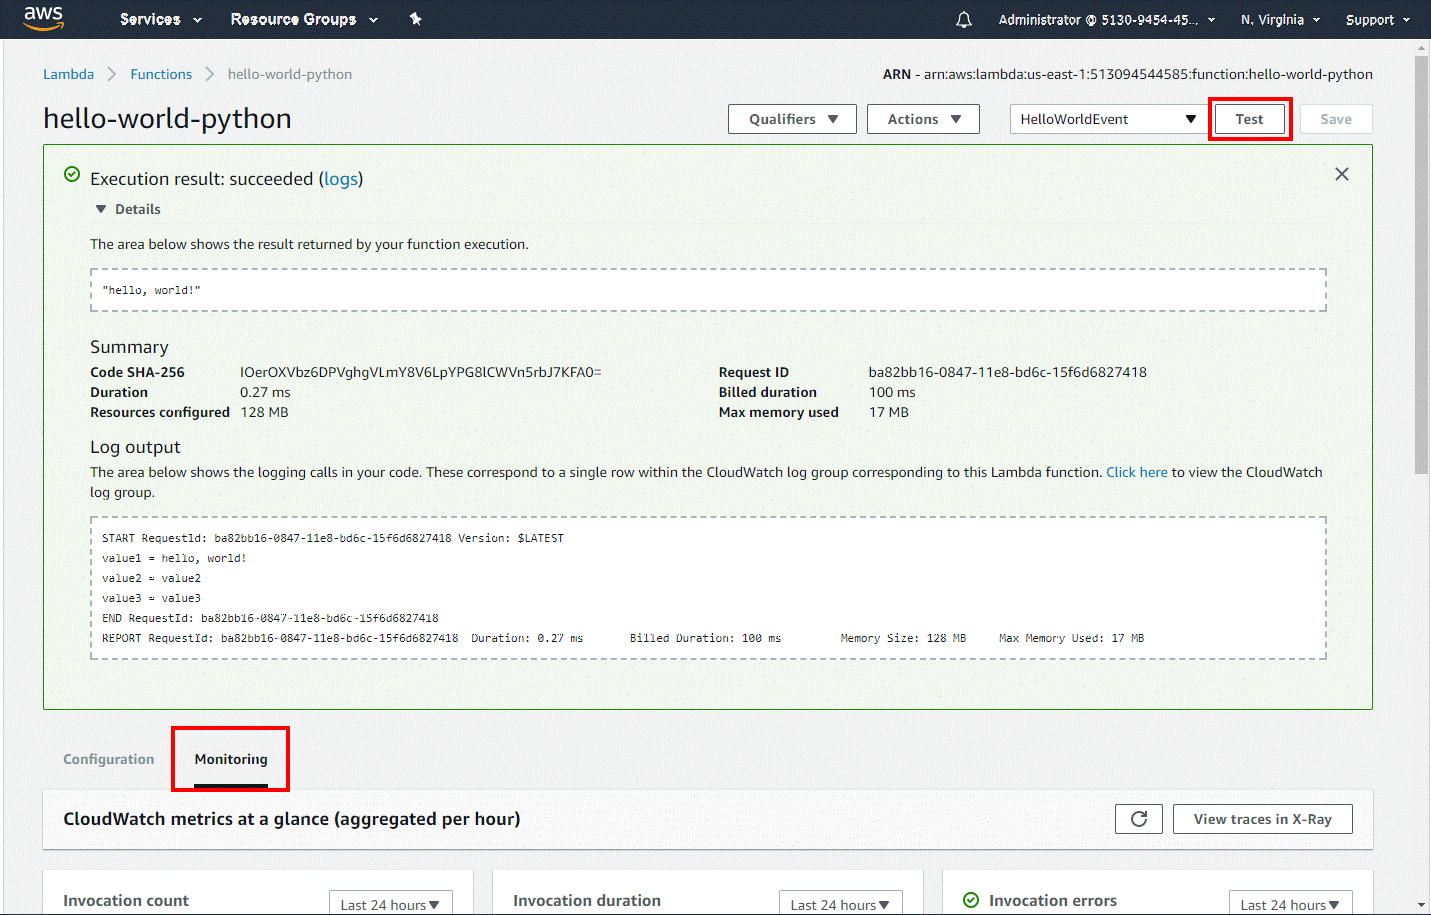 aws Services Resource Groups Administrator @ 5130-9454-45... N. Virginia Support
Lambda Functions hello-world-python ARN - arn:aws:lambda:us-east-1:513094544585:function:hello-world-python
hello-world-python Qualifiers Actions HelloWorldEvent Test Save
Execution result: succeeded (logs)
Details
The area below shows the result returned by your function execution.
"hello, world!"
Summary
Code SHA-256 IOerOXVbz6DPVghgVLmY8V6LpYPG8lCWVn5rbJ7KFA0= Request ID ba82bb16-0847-11e8-bd6c-15f6d6827418
Duration 0.27 ms Billed duration 100 ms
Resources configured 128 MB Max memory used 17 MB
Log output
The area below shows the logging calls in your code. These correspond to a single row within the CloudWatch log group corresponding to this Lambda function. Click here to view the CloudWatch
log group.
START RequestId: ba82bb16-0847-11e8-bd6c-15f6d6827418 Version: $LATEST
value1 = hello, world!
value2 = value2
value3 = value3
END RequestId: ba82bb16-0847-11e8-bd6c-15f6d6827418
REPORT RequestId: ba82bb16-0847-11e8-bd6c-15f6d6827418 Duration: 0.27 ms Billed Duration: 100 ms Memory Size: 128 MB Max Memory Used: 17 MB
Configuration Monitoring
CloudWatch metrics at a glance (aggregated per hour) View traces in X-Ray
Invocation count Last 24 hours Invocation duration Last 24 hours Invocation errors Last 24 hours